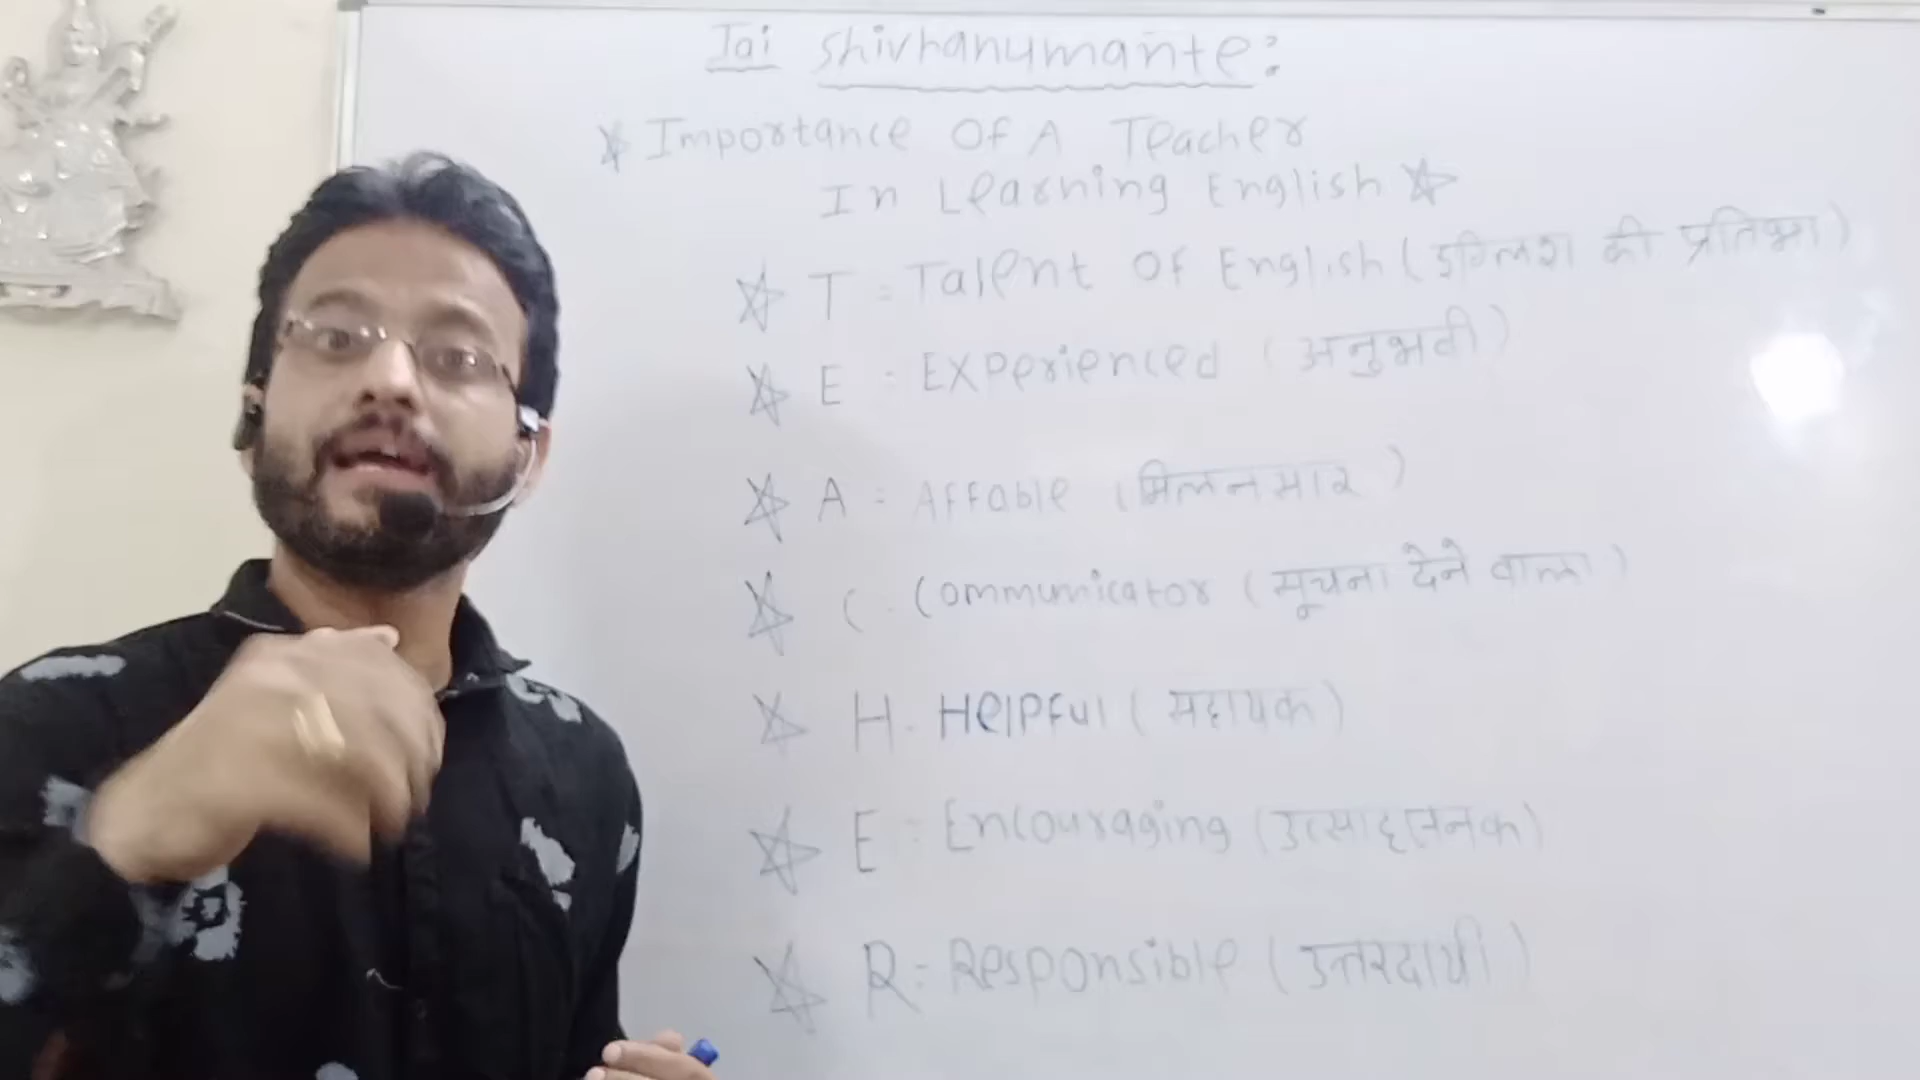 Jai Shivhanumante:
Importance Of A Teacher
In Learning English
T = Talent Of English (इंग्लिश की प्रतिभा)
E = Experienced (अनुभवी)
A = Affable (मिलनसार)
C = Communicator (सूचना देने वाला)
H - Helpful (सहायक)
E = Encouraging (उत्साहजनक)
R = Responsible (उत्तरदायी)